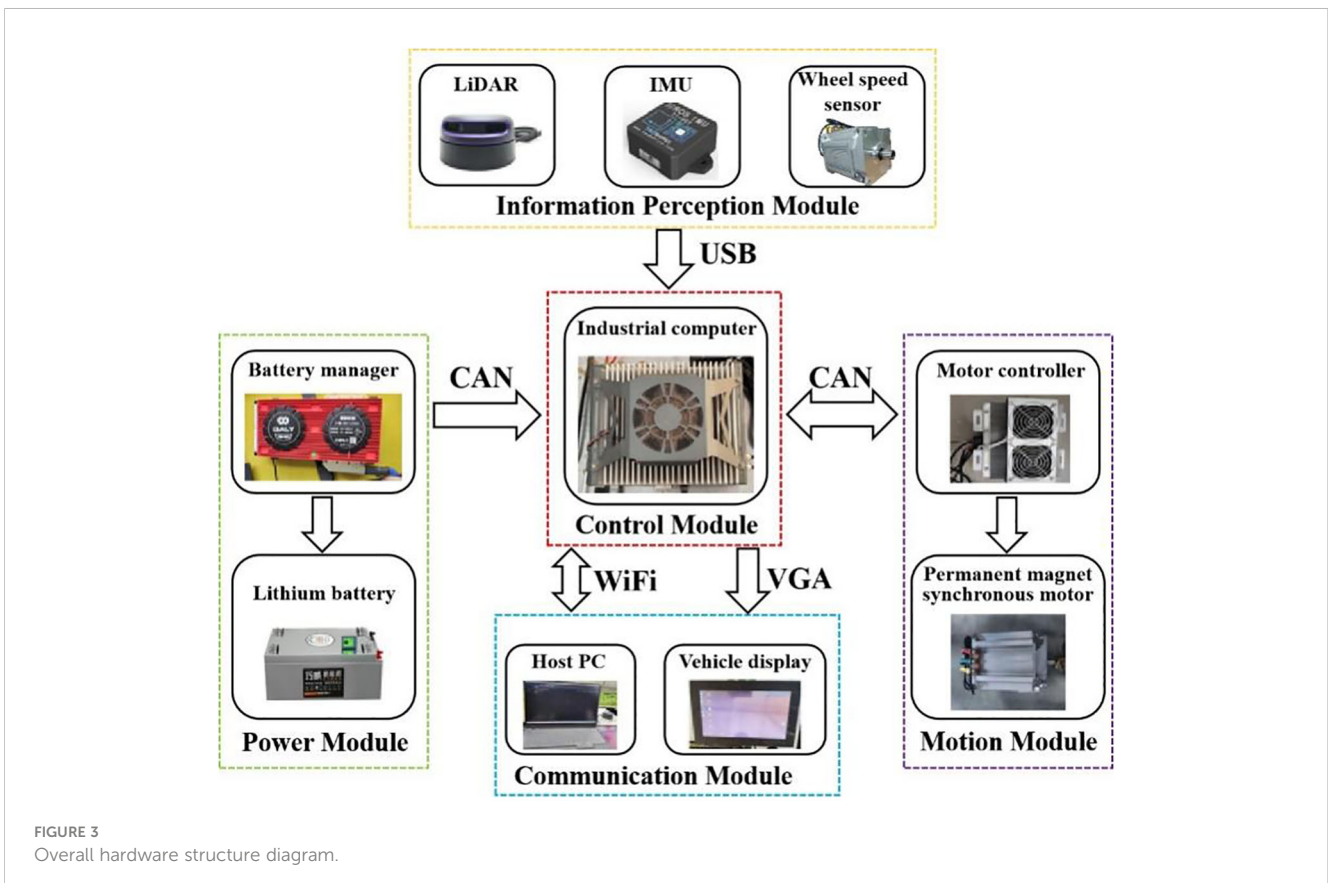 LiDAR
IMU
Wheel speed
sensor
Information Perception Module
USB
Industrial computer
Control Module
Battery manager
DALY
CAN
CAN
Motor controller
Lithium battery
Power Module
WiFi
VGA
Host PC
Vehicle display
Communication Module
Permanent magnet
synchronous motor
Motion Module
FIGURE 3
Overall hardware structure diagram.